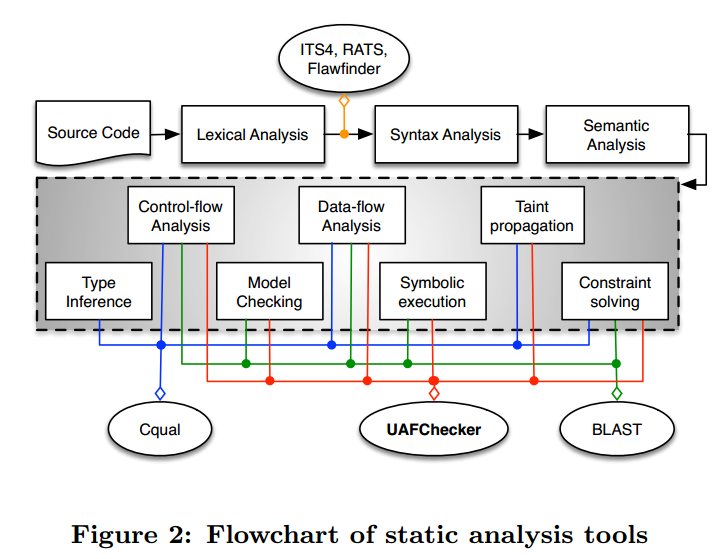 ITS4, RATS,
Flawfinder
Source Code
Lexical Analysis
Syntax Analysis
Semantic
Analysis
Control-flow
Analysis
Data-flow
Analysis
Taint
propagation
Type
Inference
Model
Checking
Symbolic
execution
Constraint
solving
Cqual
UAFChecker
BLAST
Figure 2: Flowchart of static analysis tools